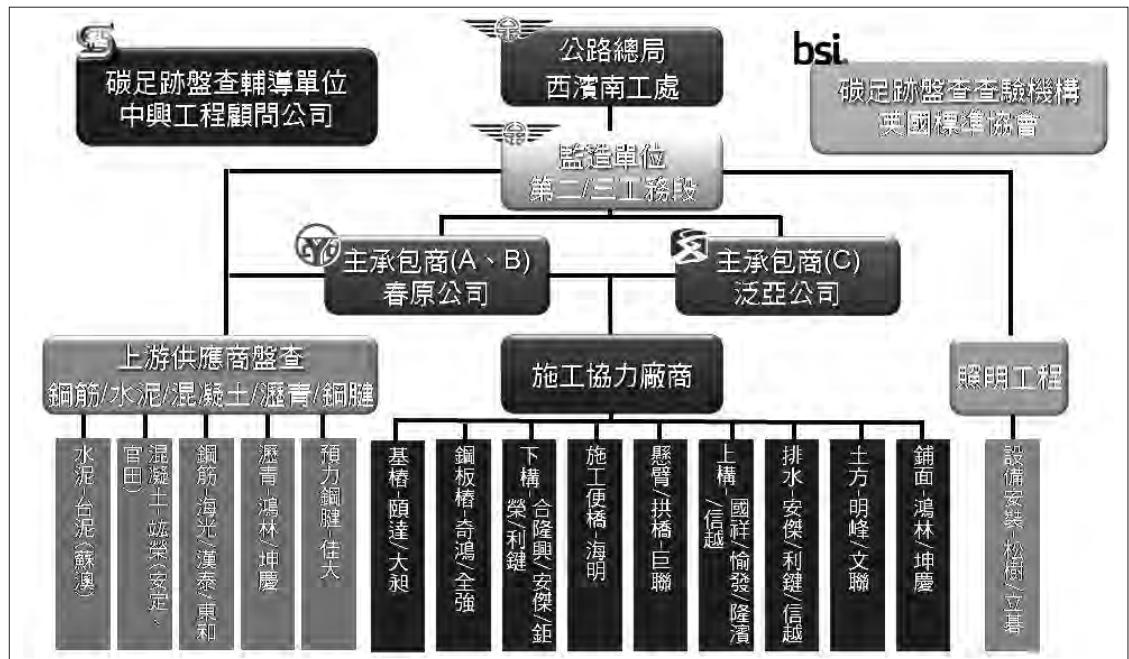 碳足跡盤查輔導單位
中興工程顧問公司
公路總局
西濱南工處
bsi.
碳足跡盤查查驗機構
英國標準協會
監造單位
第二/三工務段
主承包商(A、B)
春原公司
主承包商(C)
泛亞公司
上游供應商盤查
鋼筋/水泥/混凝土/瀝青/鋼腱
施工協力廠商
照明工程
水泥-台泥(蘇澳)
混凝土-竑榮(安定、
官田)
鋼筋-海光/漢泰/東和
瀝青-鴻林/坤慶
預力鋼腱-佳大
基樁-頤達/大昶
鋼板樁-奇鴻/全強
下構-合隆興/安傑/鉅
榮/利鍵
施工便橋-海明
懸臂/拱橋-巨聯
上構-國祥/愉發/隆濱
/信越
排水-安傑/利鍵/信越
土方-明峰/文聯
鋪面-鴻林/坤慶
設備安裝-松樹/立碁